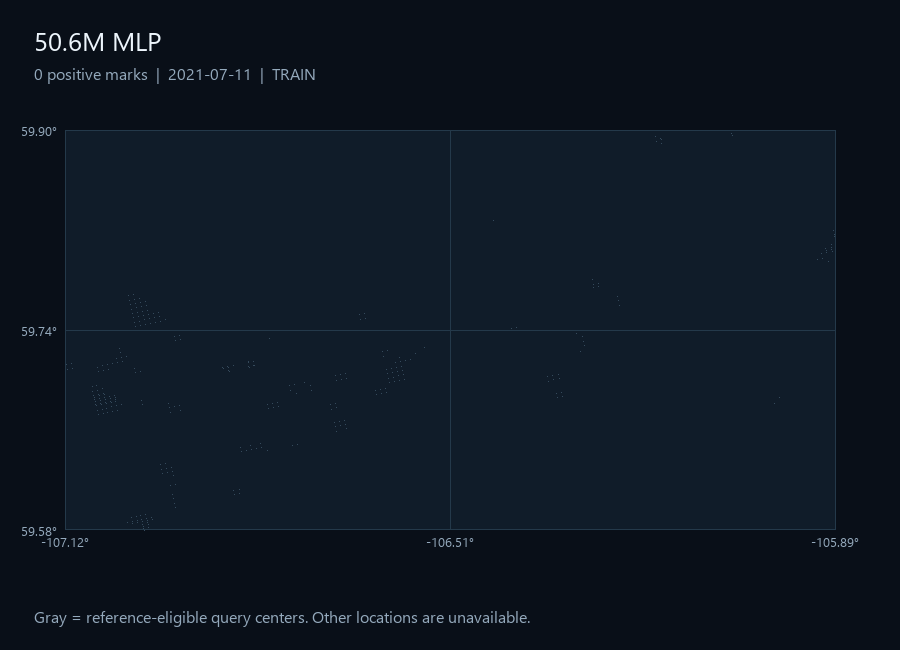 50.6M MLP
0 positive marks | 2021-07-11 | TRAIN
59.90°
59.74°
59.58°
-107.12°
-106.51°
-105.89°
Gray = reference-eligible query centers. Other locations are unavailable.